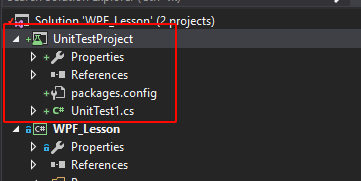 Solution 'WPF_Lesson' (2 projects)
UnitTestProject
Properties
References
packages.config
C# UnitTest1.cs
C# WPF_Lesson
Properties
References